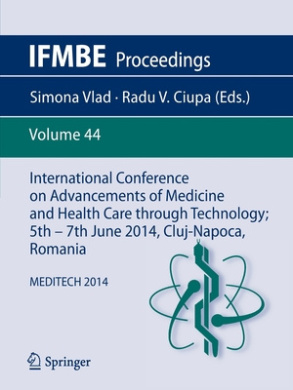 IFMBE Proceedings
Simona Vlad · Radu V. Ciupa (Eds.)
Volume 44
International Conference
on Advancements of Medicine
and Health Care through Technology;
5th – 7th June 2014, Cluj-Napoca,
Romania
MEDITECH 2014
Springer